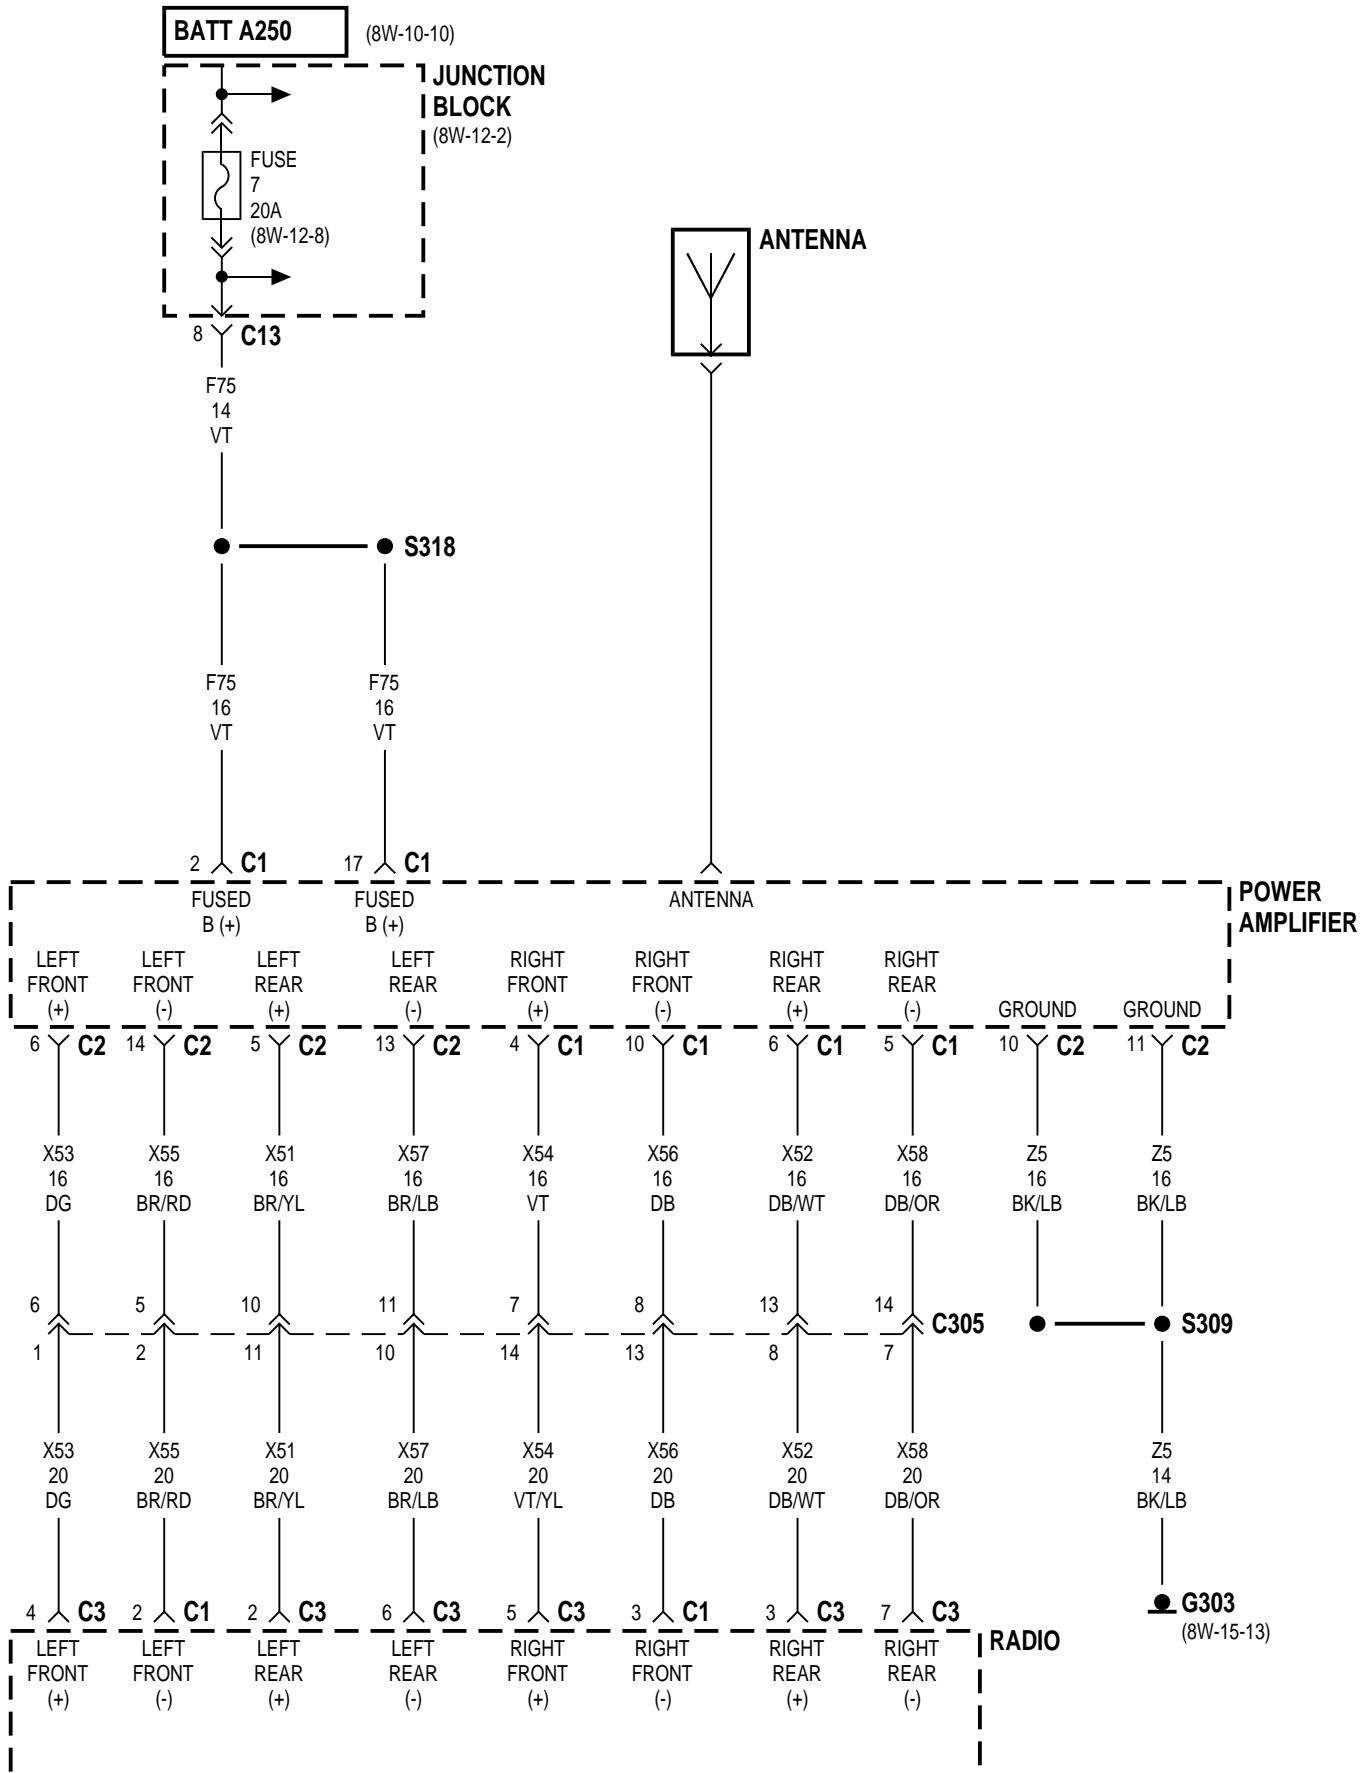 BATT A250
(8W-10-10)
JUNCTION
BLOCK
(8W-12-2)
FUSE
7
20A
(8W-12-8)
8 C13
ANTENNA
F75
14
VT
S318
F75
16
VT
F75
16
VT
2 C1
17 C1
FUSED
B (+)
FUSED
B (+)
ANTENNA
POWER
AMPLIFIER
LEFT
FRONT
(+)
LEFT
FRONT
(-)
LEFT
REAR
(+)
LEFT
REAR
(-)
RIGHT
FRONT
(+)
RIGHT
FRONT
(-)
RIGHT
REAR
(+)
RIGHT
REAR
(-)
GROUND
GROUND
6 C2
14 C2
5 C2
13 C2
4 C1
10 C1
6 C1
5 C1
10 C2
11 C2
X53
16
DG
X55
16
BR/RD
X51
16
BR/YL
X57
16
BR/LB
X54
16
VT
X56
16
DB
X52
16
DB/WT
X58
16
DB/OR
Z5
16
BK/LB
Z5
16
BK/LB
6
5
10
11
7
8
13
14
C305
S309
1
2
11
10
14
13
8
7
X53
20
DG
X55
20
BR/RD
X51
20
BR/YL
X57
20
BR/LB
X54
20
VT/YL
X56
20
DB
X52
20
DB/WT
X58
20
DB/OR
Z5
14
BK/LB
4 C3
2 C1
2 C3
6 C3
5 C3
3 C1
3 C3
7 C3
G303
(8W-15-13)
RADIO
LEFT
FRONT
(+)
LEFT
FRONT
(-)
LEFT
REAR
(+)
LEFT
REAR
(-)
RIGHT
FRONT
(+)
RIGHT
FRONT
(-)
RIGHT
REAR
(+)
RIGHT
REAR
(-)